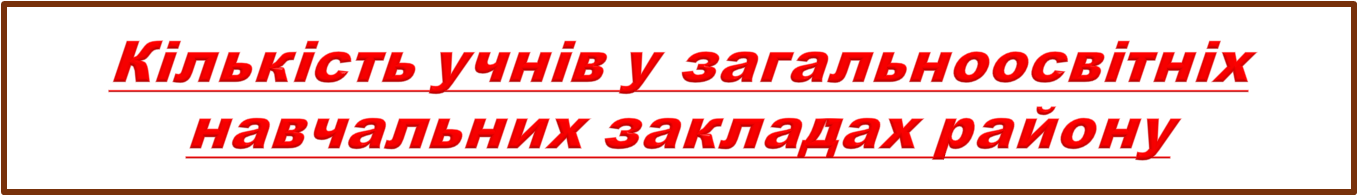 Кількість учнів у загальноосвітніх
навчальних закладах району